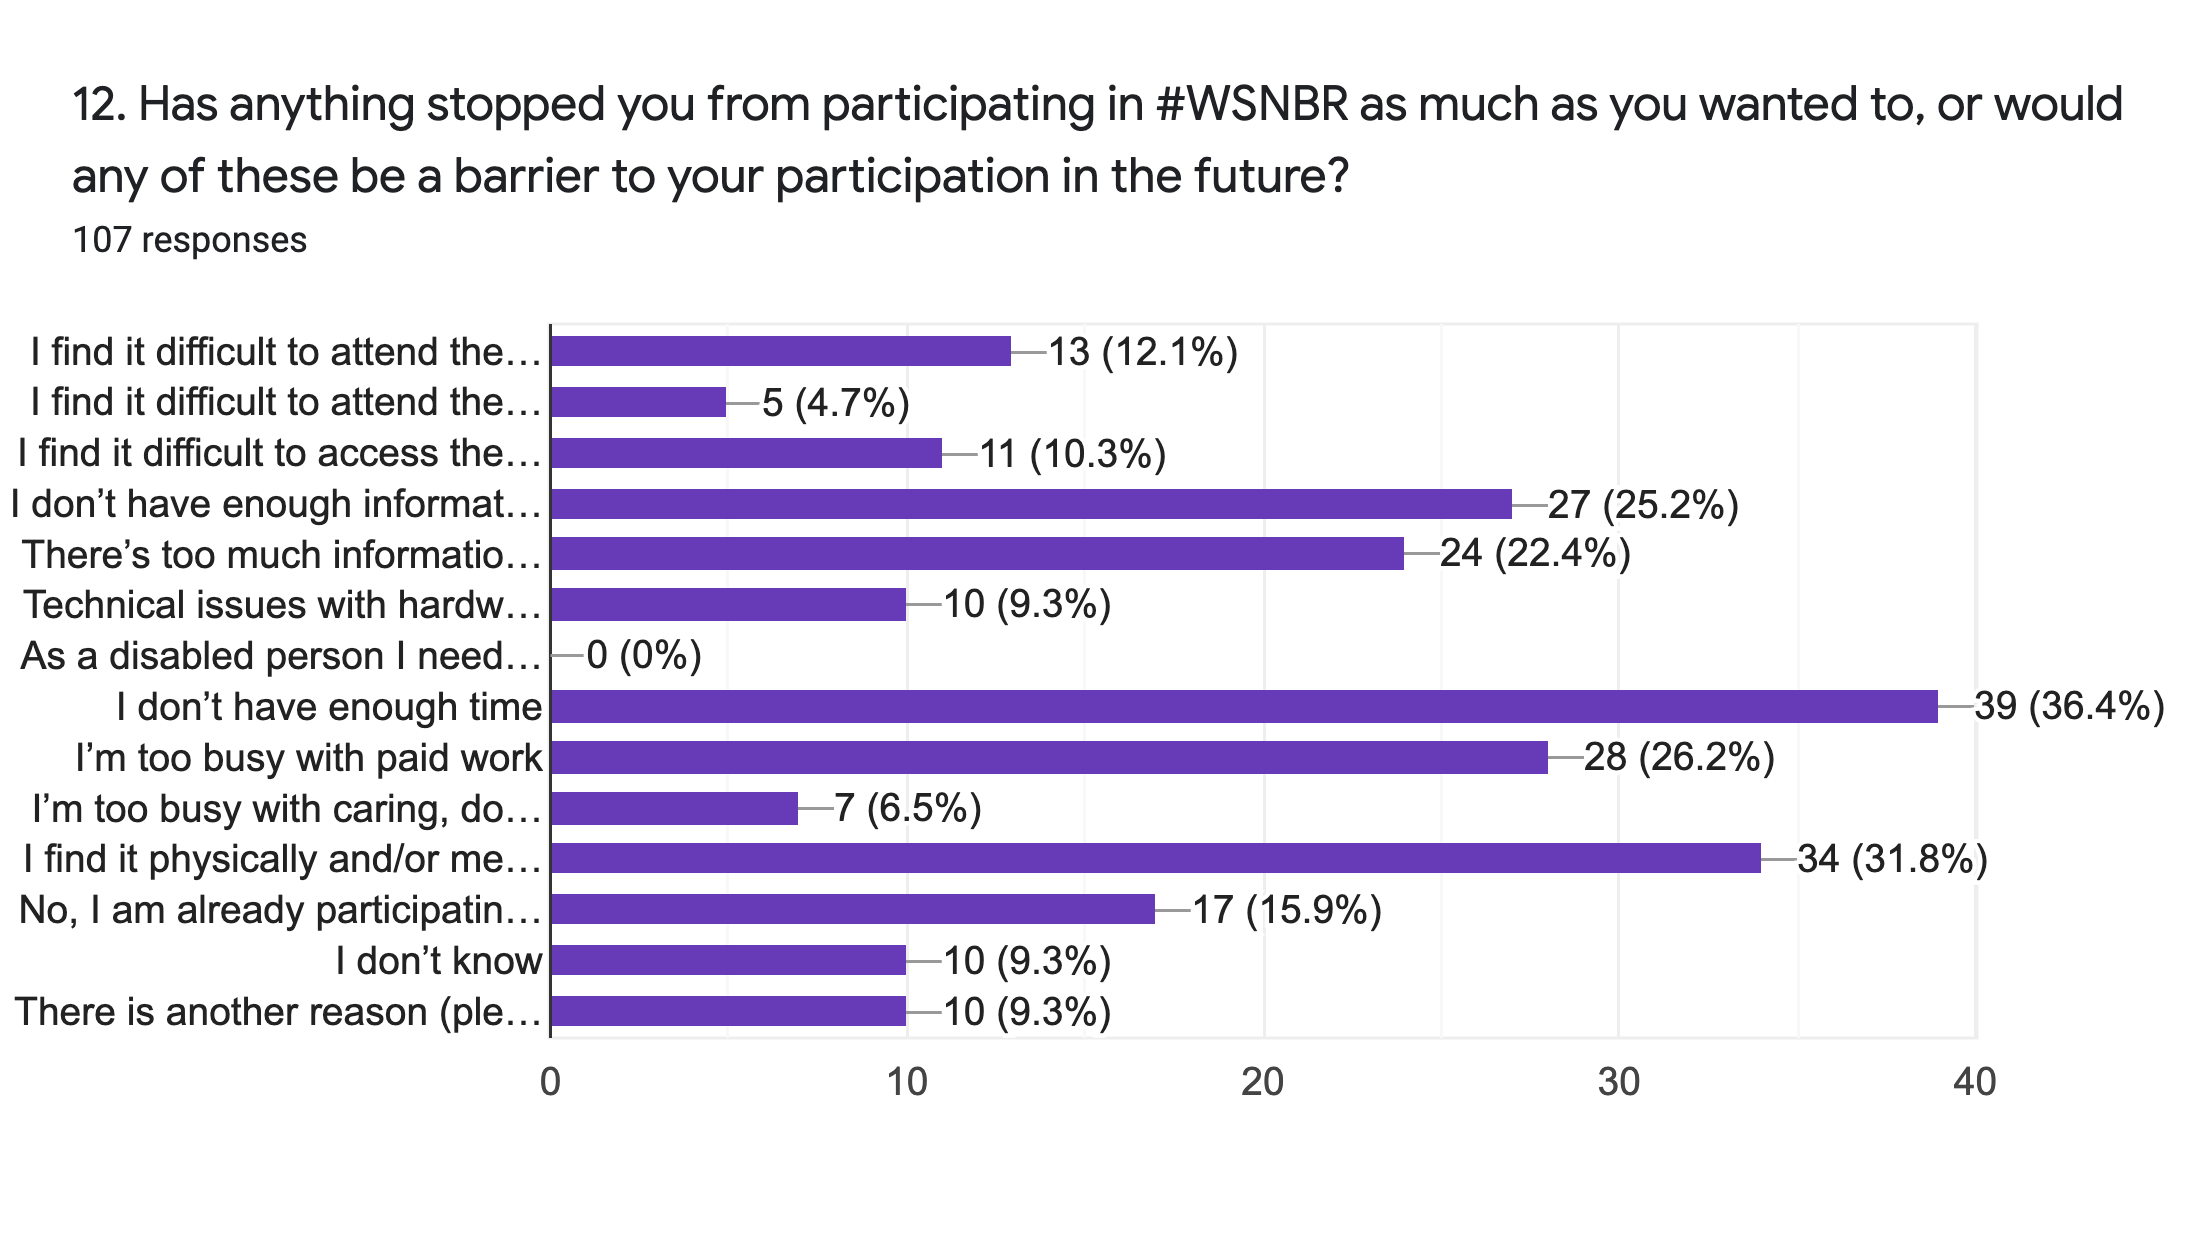 12. Has anything stopped you from participating in #WSNBR as much as you wanted to, or would
any of these be a barrier to your participation in the future?
107 responses
I find it difficult to attend the… 13 (12.1%)
I find it difficult to attend the… 5 (4.7%)
I find it difficult to access the… 11 (10.3%)
I don’t have enough informat… 27 (25.2%)
There’s too much informatio… 24 (22.4%)
Technical issues with hardw… 10 (9.3%)
As a disabled person I need… 0 (0%)
I don’t have enough time 39 (36.4%)
I’m too busy with paid work 28 (26.2%)
I’m too busy with caring, do… 7 (6.5%)
I find it physically and/or me… 34 (31.8%)
No, I am already participatin… 17 (15.9%)
I don’t know 10 (9.3%)
There is another reason (ple… 10 (9.3%)
0 10 20 30 40